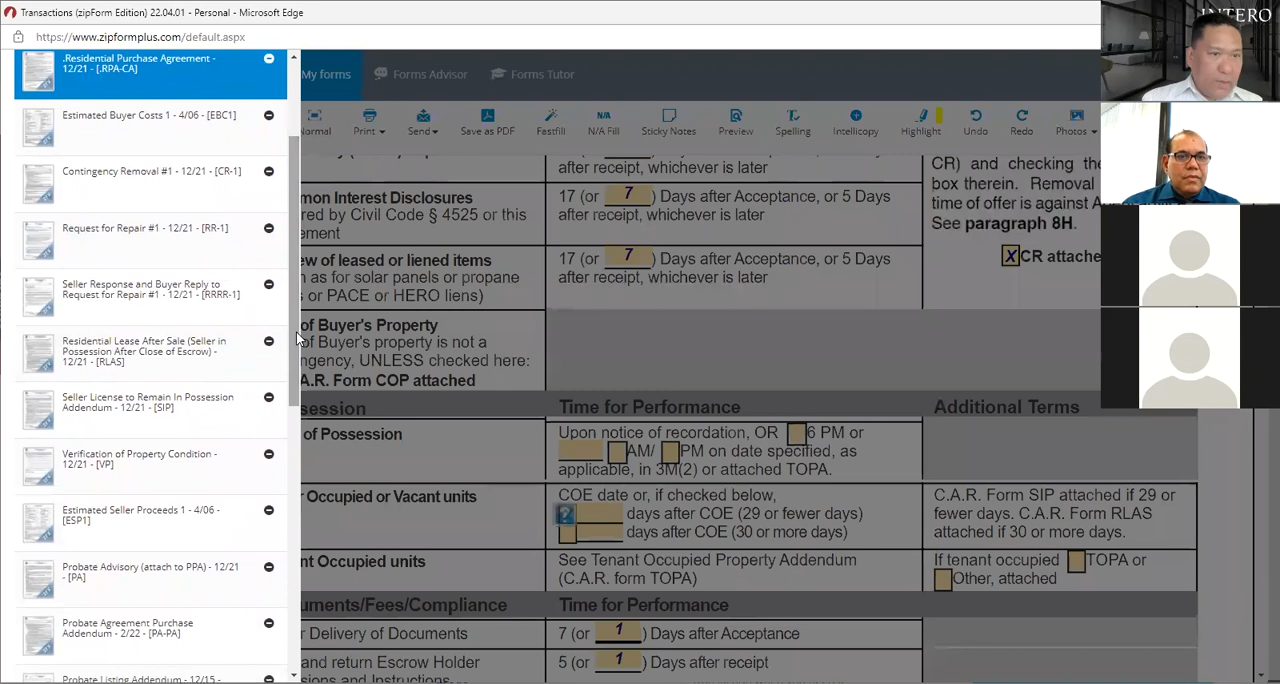 Transactions (zipForm Edition) 22.04.01 - Personal - Microsoft Edge
https://www.zipformplus.com/default.aspx
INTERO
My forms
Forms Advisor
Forms Tutor
Normal
Print
Send
Save as PDF
Fastfill
N/A
N/A Fill
Sticky Notes
Preview
Spelling
Intellicopy
Highlight
Undo
Redo
Photos
.Residential Purchase Agreement -
12/21 - [.RPA-CA]
Estimated Buyer Costs 1 - 4/06 - [EBC1]
Contingency Removal #1 - 12/21 - [CR-1]
Request for Repair #1 - 12/21 - [RR-1]
Seller Response and Buyer Reply to
Request for Repair #1 - 12/21 - [RRRR-1]
Residential Lease After Sale (Seller in
Possession After Close of Escrow) -
12/21 - [RLAS]
Seller License to Remain In Possession
Addendum - 12/21 - [SIP]
Verification of Property Condition -
12/21 - [VP]
Estimated Seller Proceeds 1 - 4/06 -
[ESP1]
Probate Advisory (attach to PPA) - 12/21
- [PA]
Probate Agreement Purchase
Addendum - 2/22 - [PA-PA]
Probate Listing Addendum - 12/15 -
after receipt, whichever is later
mon Interest Disclosures
red by Civil Code § 4525 or this
ement
17 (or 7 ) Days after Acceptance, or 5 Days
after receipt, whichever is later
ew of leased or liened items
n as for solar panels or propane
s or PACE or HERO liens)
17 (or 7 ) Days after Acceptance, or 5 Days
after receipt, whichever is later
CR) and checking the
box therein. Removal
time of offer is against A
See paragraph 8H.
X CR attache
of Buyer's Property
of Buyer's property is not a
ngency, UNLESS checked here:
.A.R. Form COP attached
session
Time for Performance
Additional Terms
of Possession
Upon notice of recordation, OR 6 PM or
AM/ PM on date specified, as
applicable, in 3M(2) or attached TOPA.
r Occupied or Vacant units
COE date or, if checked below,
? days after COE (29 or fewer days)
days after COE (30 or more days)
C.A.R. Form SIP attached if 29 or
fewer days. C.A.R. Form RLAS
attached if 30 or more days.
nt Occupied units
See Tenant Occupied Property Addendum
(C.A.R. form TOPA)
If tenant occupied TOPA or
Other, attached
uments/Fees/Compliance
Time for Performance
r Delivery of Documents
7 (or 1 ) Days after Acceptance
and return Escrow Holder
sions and Instructions
5 (or 1 ) Days after receipt